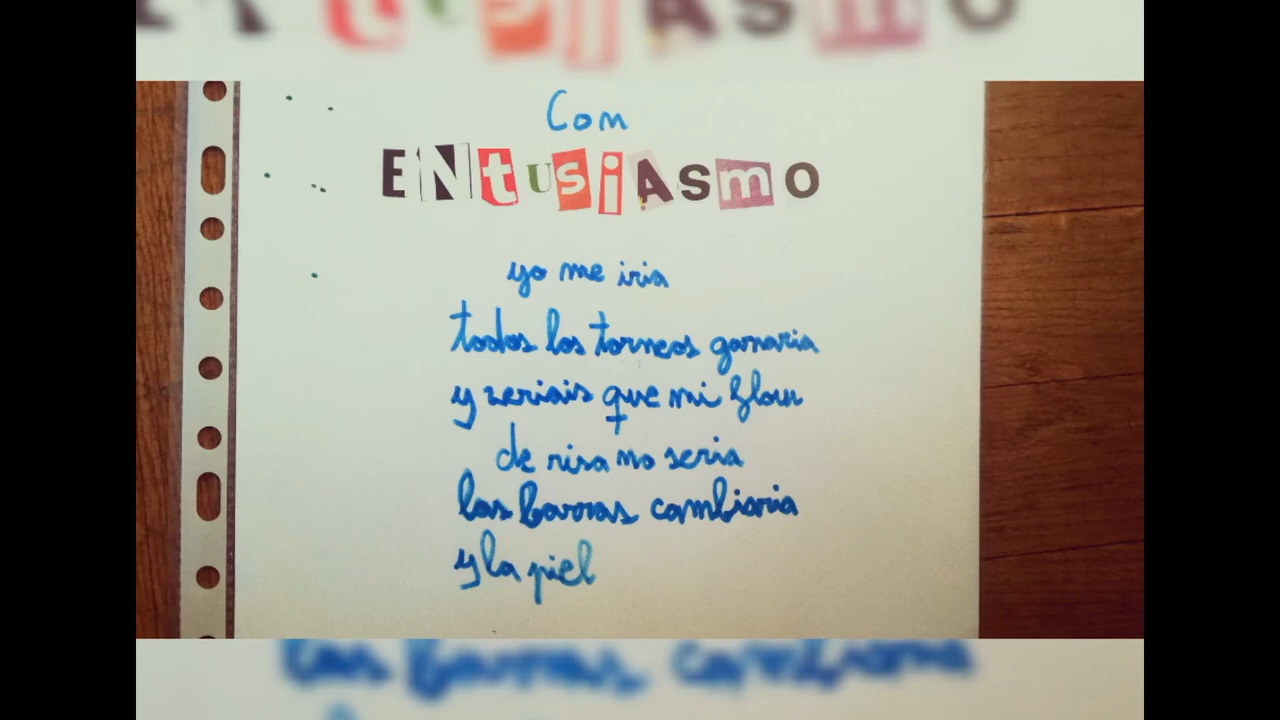 Con
ENtUSiASmO
yo me iria
todos los torneos ganaria
y veriais que mi flow
de risa no seria
las barras cambiaria
y la piel